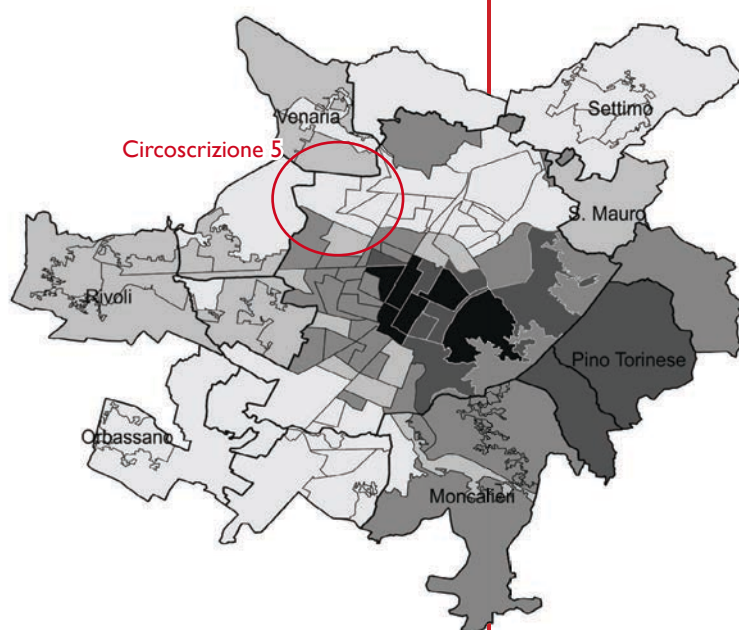 Settimo
Venaria
Circoscrizione 5
S. Mauro
Rivoli
Pino Torinese
Orbassano
Moncalieri